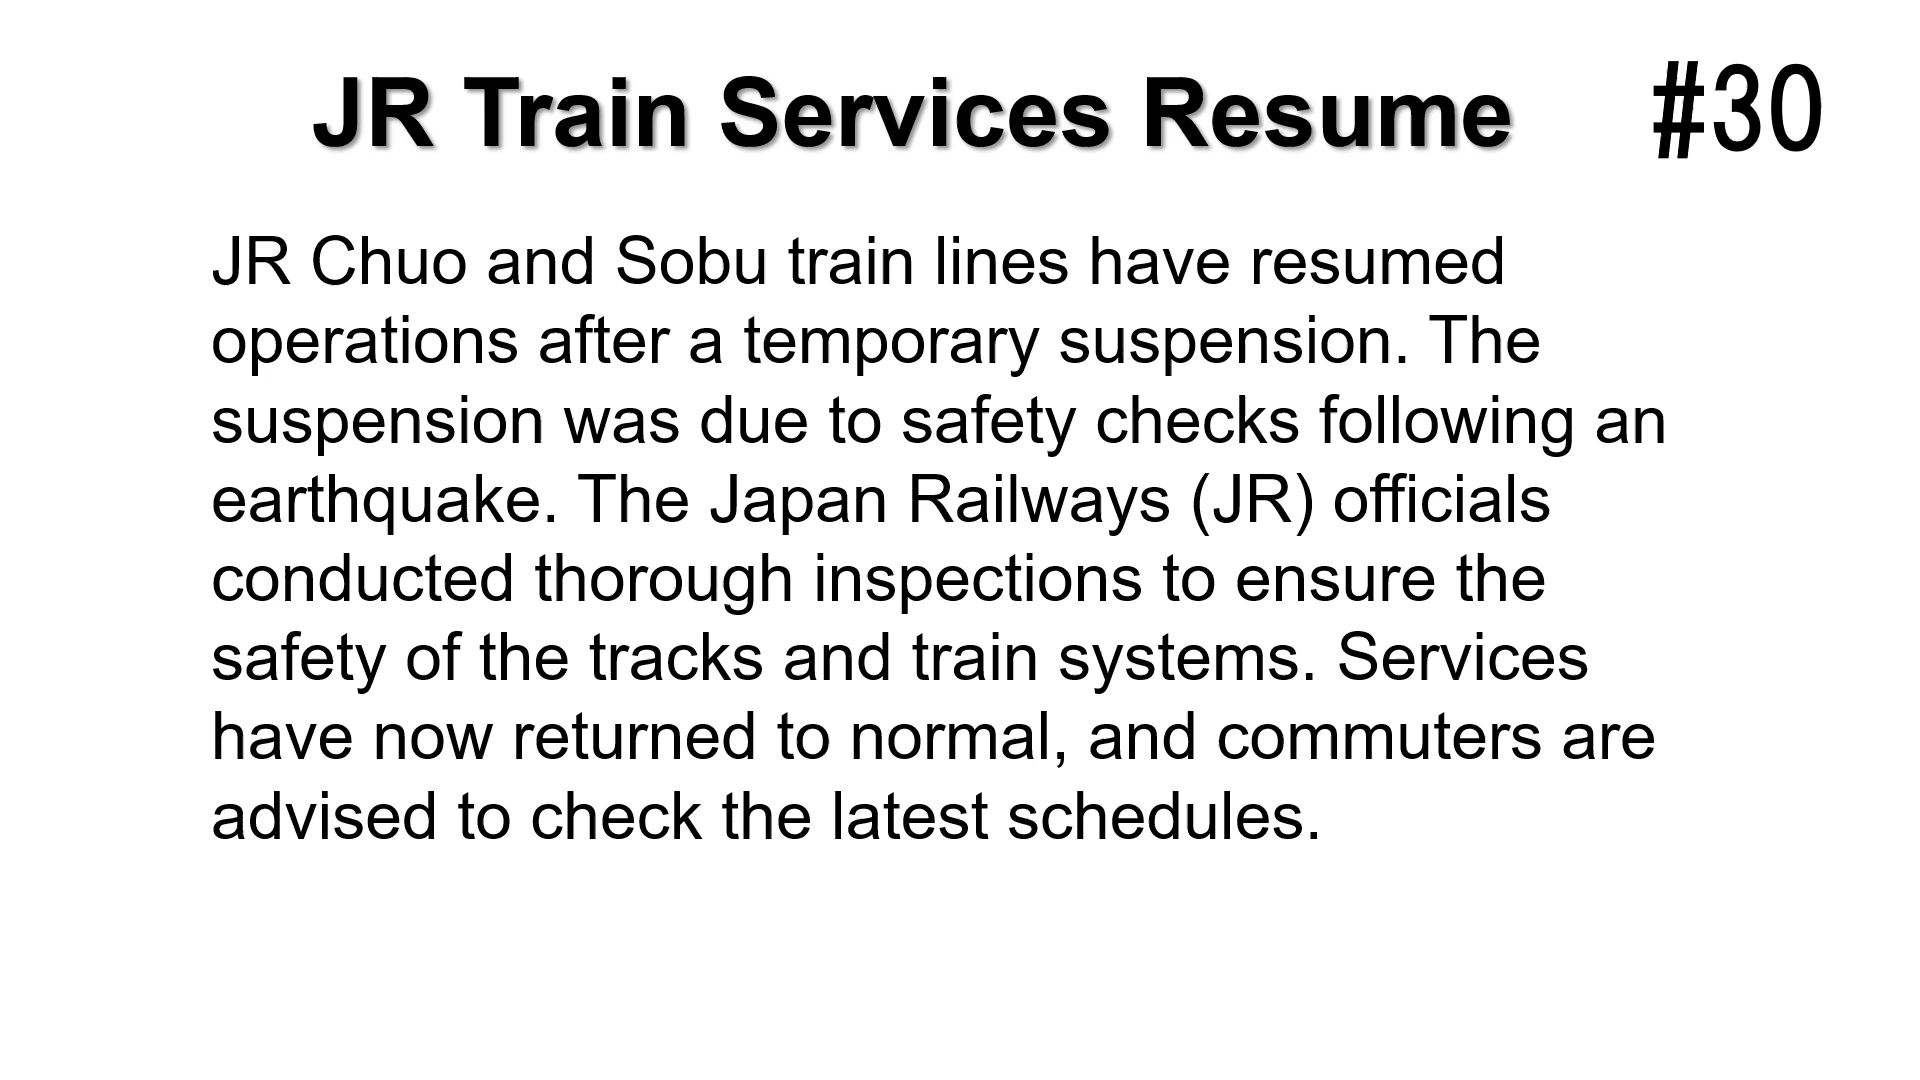 JR Train Services Resume
#30
JR Chuo and Sobu train lines have resumed
operations after a temporary suspension. The
suspension was due to safety checks following an
earthquake. The Japan Railways (JR) officials
conducted thorough inspections to ensure the
safety of the tracks and train systems. Services
have now returned to normal, and commuters are
advised to check the latest schedules.